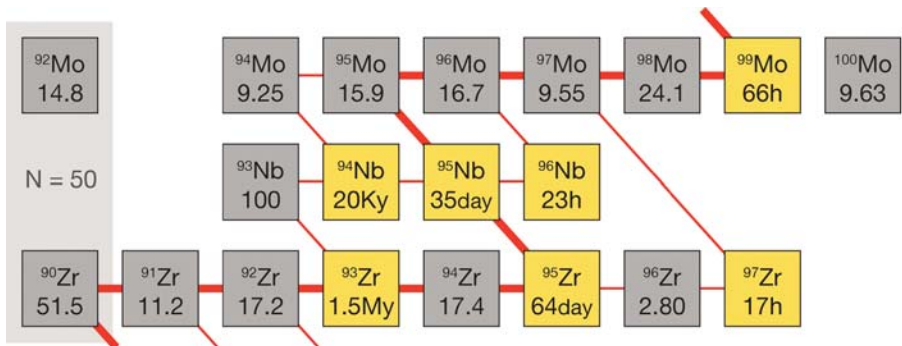 ⁹²Mo ⁹⁴Mo ⁹⁵Mo ⁹⁶Mo ⁹⁷Mo ⁹⁸Mo ⁹⁹Mo ¹⁰⁰Mo
14.8 9.25 15.9 16.7 9.55 24.1 66h 9.63
⁹³Nb ⁹⁴Nb ⁹⁵Nb ⁹⁶Nb
N = 50
100 20Ky 35day 23h
⁹⁰Zr ⁹¹Zr ⁹²Zr ⁹³Zr ⁹⁴Zr ⁹⁵Zr ⁹⁶Zr ⁹⁷Zr
51.5 11.2 17.2 1.5My 17.4 64day 2.80 17h